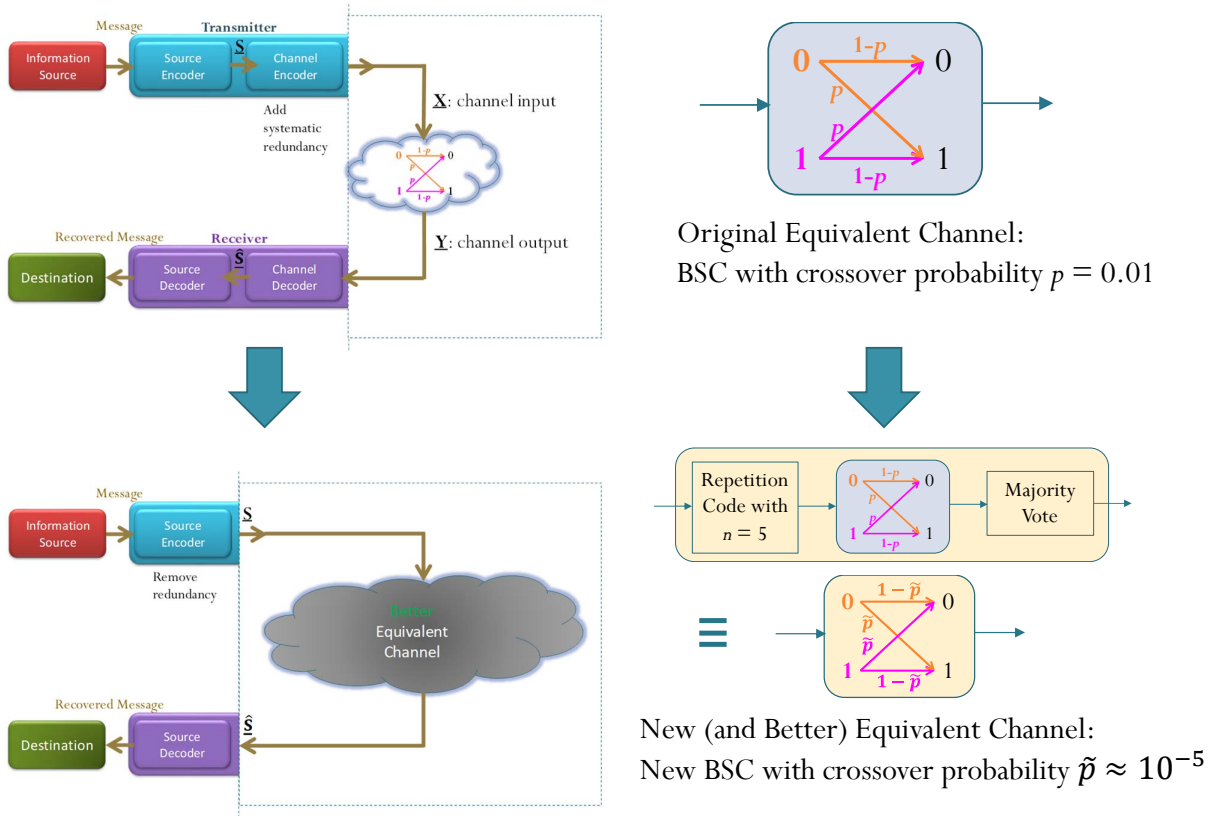 Message
Transmitter
Information
Source
Source
Encoder
S
Channel
Encoder
Add
systematic
redundancy
X: channel input
0
1-p
0
p
p
1
1-p
1
Y: channel output
Recovered Message
Receiver
Destination
Source
Decoder
ŝ
Channel
Decoder
0
1-p
0
p
p
1
1-p
1
Original Equivalent Channel:
BSC with crossover probability p = 0.01
Message
Information
Source
Source
Encoder
S
Remove
redundancy
Better
Equivalent
Channel
Recovered Message
Destination
Source
Decoder
ŝ
Repetition
Code with
n = 5
0
1-p
0
p
p
1
1-p
1
Majority
Vote
≡
0
1 − p̃
0
p̃
p̃
1
1 − p̃
1
New (and Better) Equivalent Channel:
New BSC with crossover probability p̃ ≈ 10⁻⁵